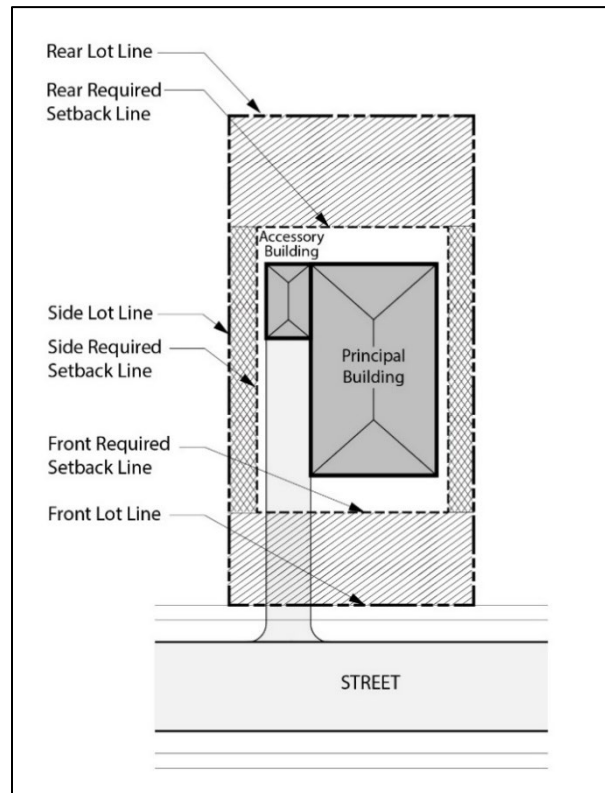 Rear Lot Line
Rear Required
Setback Line
Accessory
Building
Side Lot Line
Side Required
Setback Line
Principal
Building
Front Required
Setback Line
Front Lot Line
STREET